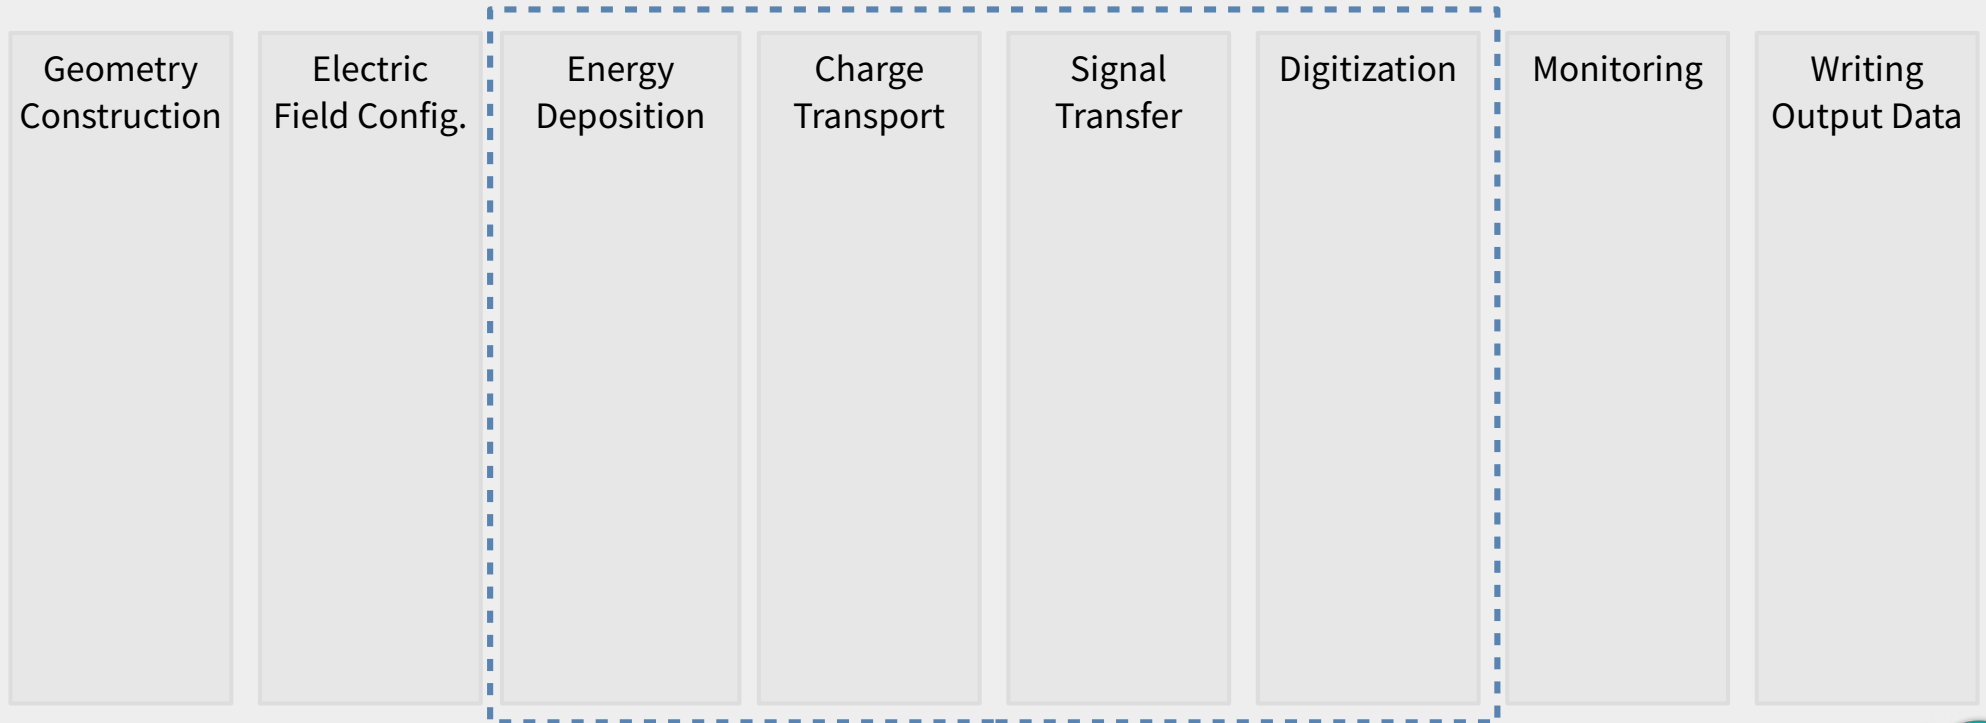 Geometry
Construction
Electric
Field Config.
Energy
Deposition
Charge
Transport
Signal
Transfer
Digitization
Monitoring
Writing
Output Data